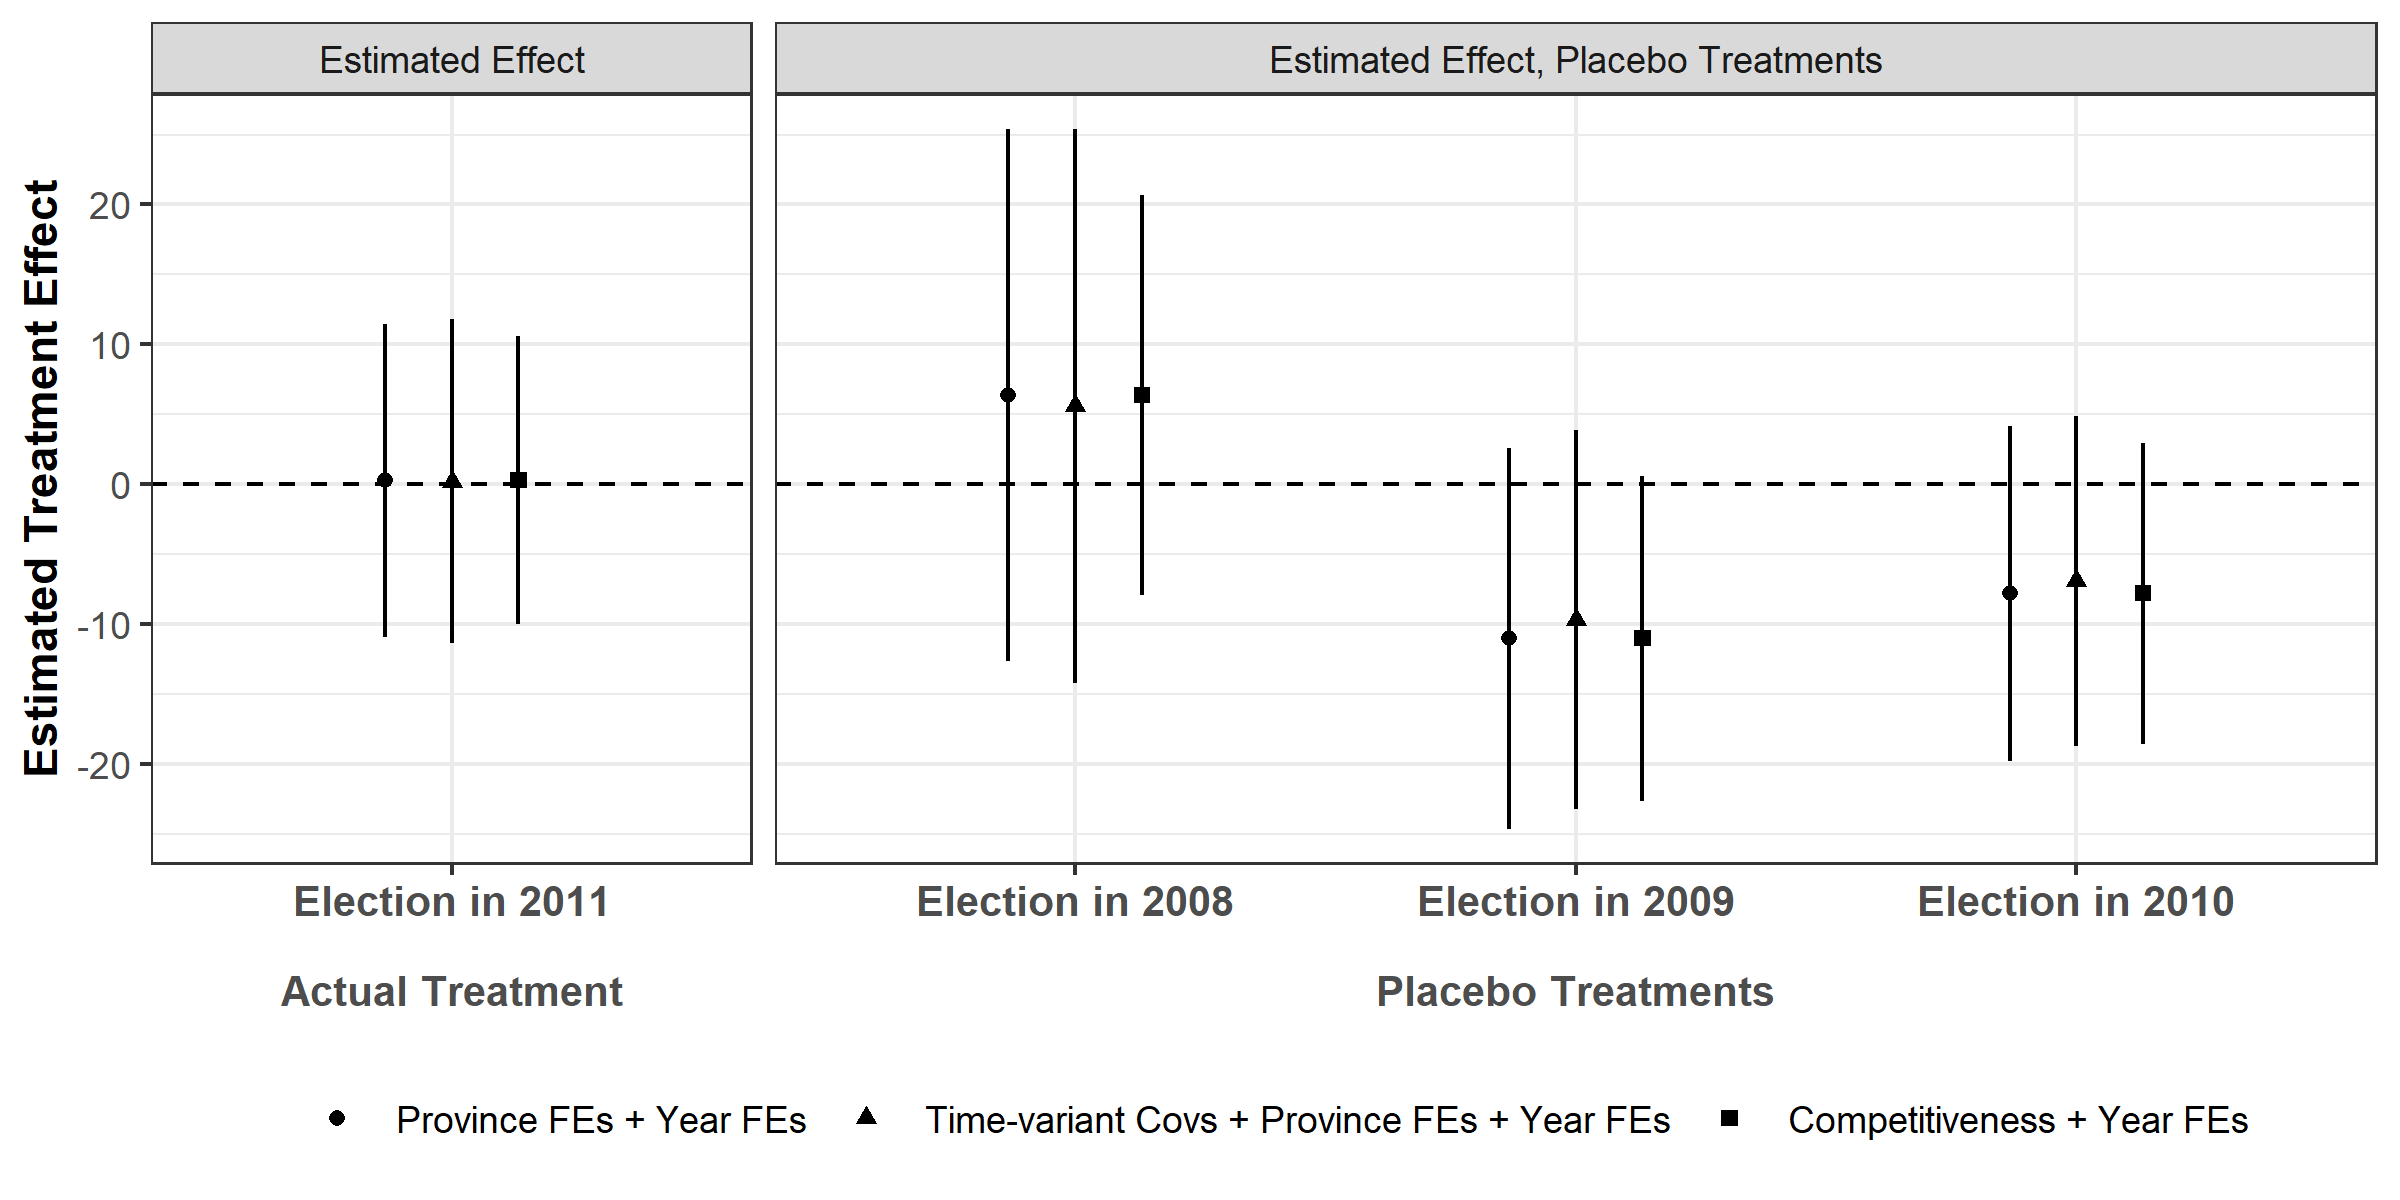 Estimated Effect
Estimated Effect, Placebo Treatments
Estimated Treatment Effect
20
10
0
-10
-20
Election in 2011
Election in 2008
Election in 2009
Election in 2010
Actual Treatment
Placebo Treatments
Province FEs + Year FEs
Time-variant Covs + Province FEs + Year FEs
Competitiveness + Year FEs